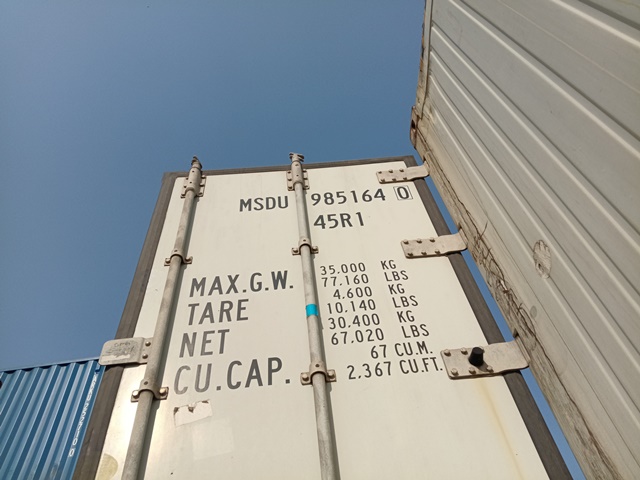 MSDU 985164 0
45R1
MAX.G.W. 35.000 KG
77.160 LBS
TARE 4.600 KG
10.140 LBS
NET 30.400 KG
67.020 LBS
CU.CAP. 67 CU.M.
2.367 CU.FT.